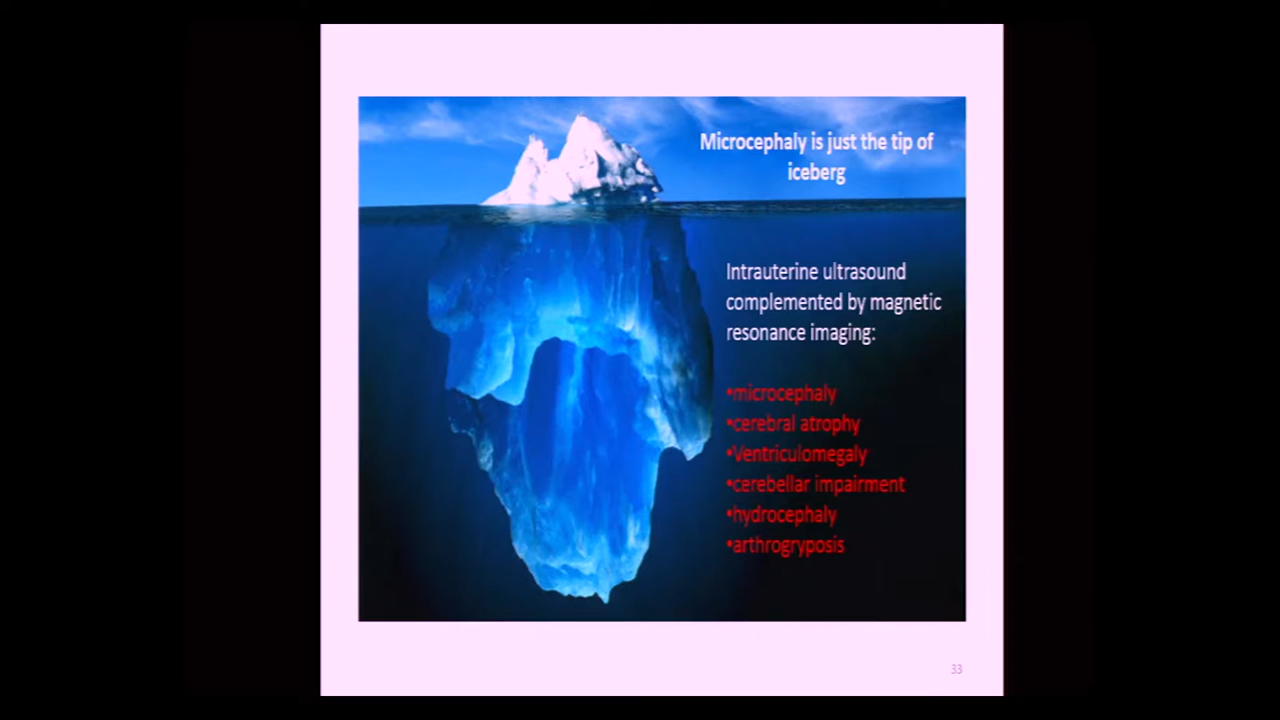 Microcephaly is just the tip of
iceberg
Intrauterine ultrasound
complemented by magnetic
resonance imaging:
•microcephaly
•cerebral atrophy
•Ventriculomegaly
•cerebellar impairment
•hydrocephaly
•arthrogryposis
33